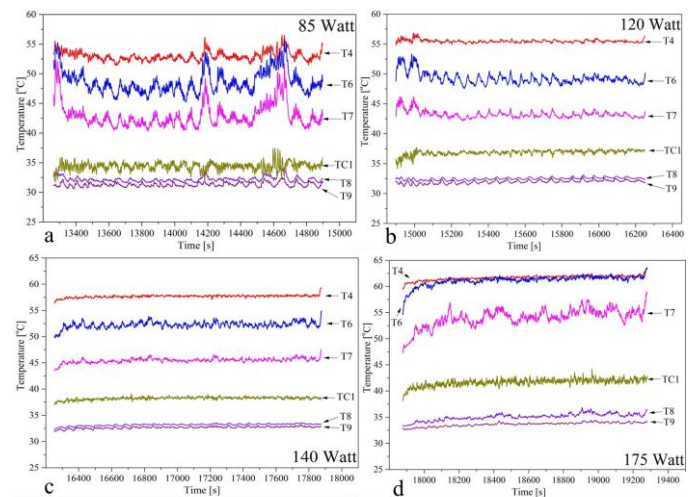 85 Watt
120 Watt
60
55
50
45
40
35
30
25
Temperature [°C]
T4
T6
T7
TC1
T8
T9
13400 13600 13800 14000 14200 14400 14600 14800 15000
Time [s]
a
60
55
50
45
40
35
30
25
Temperature [°C]
T4
T6
T7
TC1
T8
T9
15000 15200 15400 15600 15800 16000 16200 16400
Time [s]
b
65
60
55
50
45
40
35
30
25
Temperature [°C]
T4
T6
T7
TC1
T8
T9
16400 16600 16800 17000 17200 17400 17600 17800 18000
Time [s]
c
140 Watt
65
60
55
50
45
40
35
30
25
Temperature [°C]
T4
T6
T7
TC1
T8
T9
18000 18200 18400 18600 18800 19000 19200 19400
Time [s]
d
175 Watt